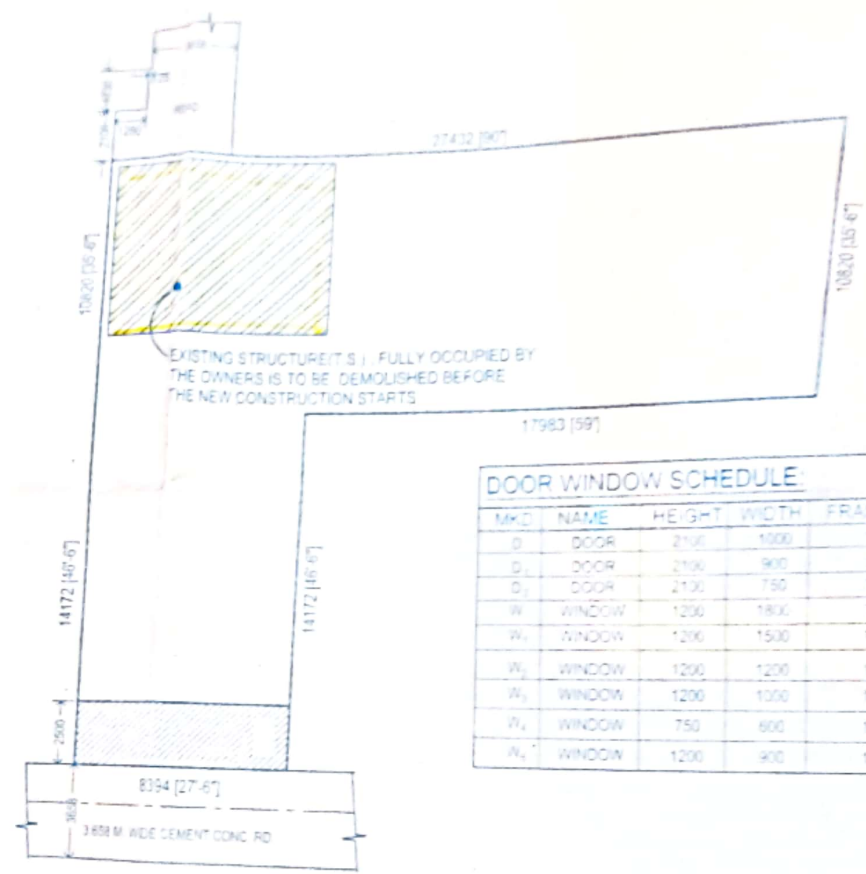 27432 [90']
10820 [35'-6"]
10820 [35'-6"]
EXISTING STRUCTURE(T.S.), FULLY OCCUPIED BY
THE OWNERS IS TO BE DEMOLISHED BEFORE
THE NEW CONSTRUCTION STARTS
17983 [59']
14172 [46'-6"]
14172 [46'-6"]
2500
8394 [27'-6"]
3658
3.658 M. WIDE CEMENT CONC. RD
DOOR WINDOW SCHEDULE:
MKD NAME HEIGHT WIDTH
D DOOR 2100 1000
D₁ DOOR 2100 900
D₂ DOOR 2100 750
W WINDOW 1200 1800
W₁ WINDOW 1200 1500
W₂ WINDOW 1200 1200
W₃ WINDOW 1200 1000
W₄ WINDOW 750 600
W₅ WINDOW 1200 900